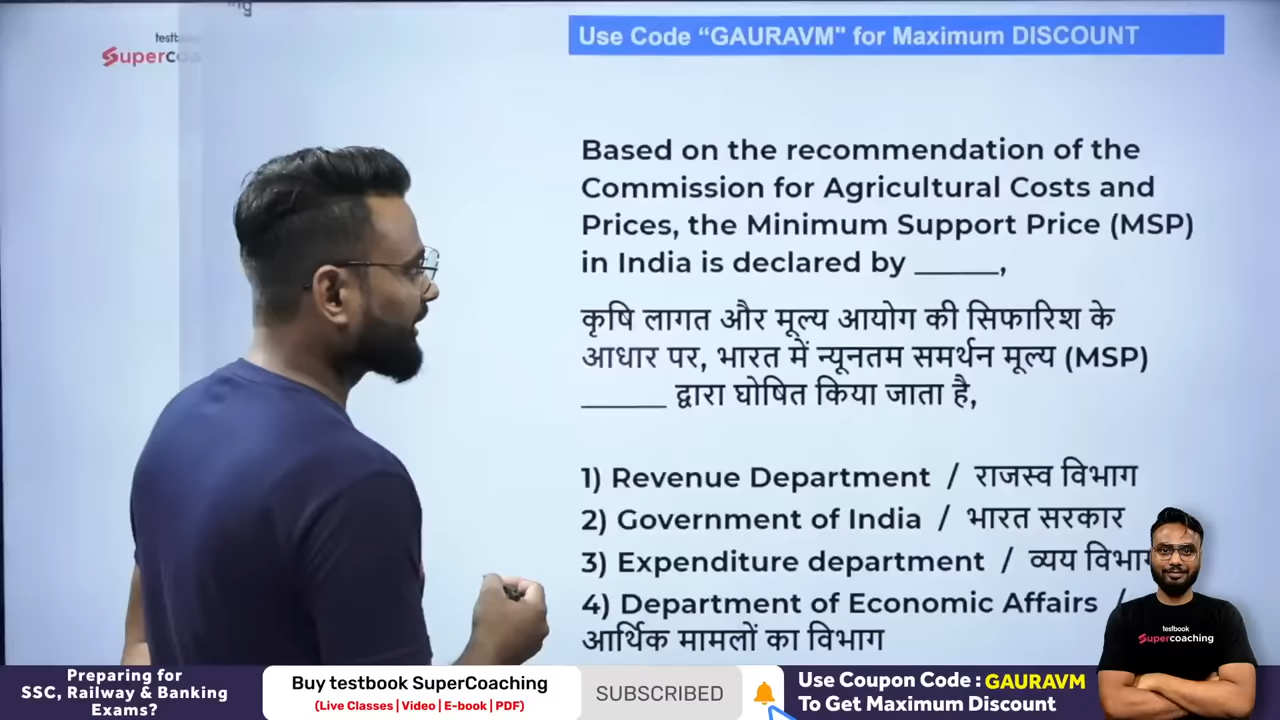 Use Code “GAURAVM" for Maximum DISCOUNT
testb
Supercoa
Based on the recommendation of the
Commission for Agricultural Costs and
Prices, the Minimum Support Price (MSP)
in India is declared by _____,
कृषि लागत और मूल्य आयोग की सिफारिश के
आधार पर, भारत में न्यूनतम समर्थन मूल्य (MSP)
_____ द्वारा घोषित किया जाता है,
1) Revenue Department / राजस्व विभाग
2) Government of India / भारत सरकार
3) Expenditure department / व्यय विभाग
4) Department of Economic Affairs /
आर्थिक मामलों का विभाग
testbook
Supercoaching
Preparing for
SSC, Railway & Banking
Exams?
Buy testbook SuperCoaching
(Live Classes | Video | E-book | PDF)
SUBSCRIBED
Use Coupon Code : GAURAVM
To Get Maximum Discount